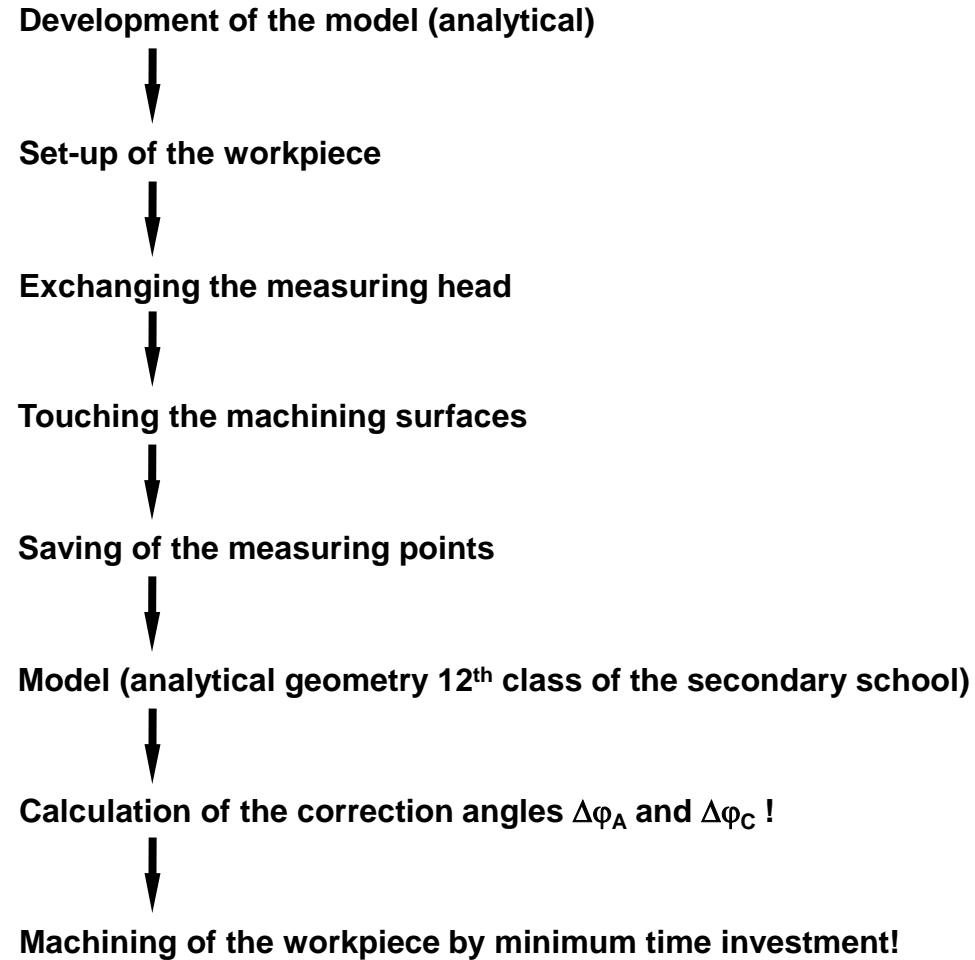 Development of the model (analytical)
Set-up of the workpiece
Exchanging the measuring head
Touching the machining surfaces
Saving of the measuring points
Model (analytical geometry 12th class of the secondary school)
Calculation of the correction angles ΔφA and ΔφC !
Machining of the workpiece by minimum time investment!